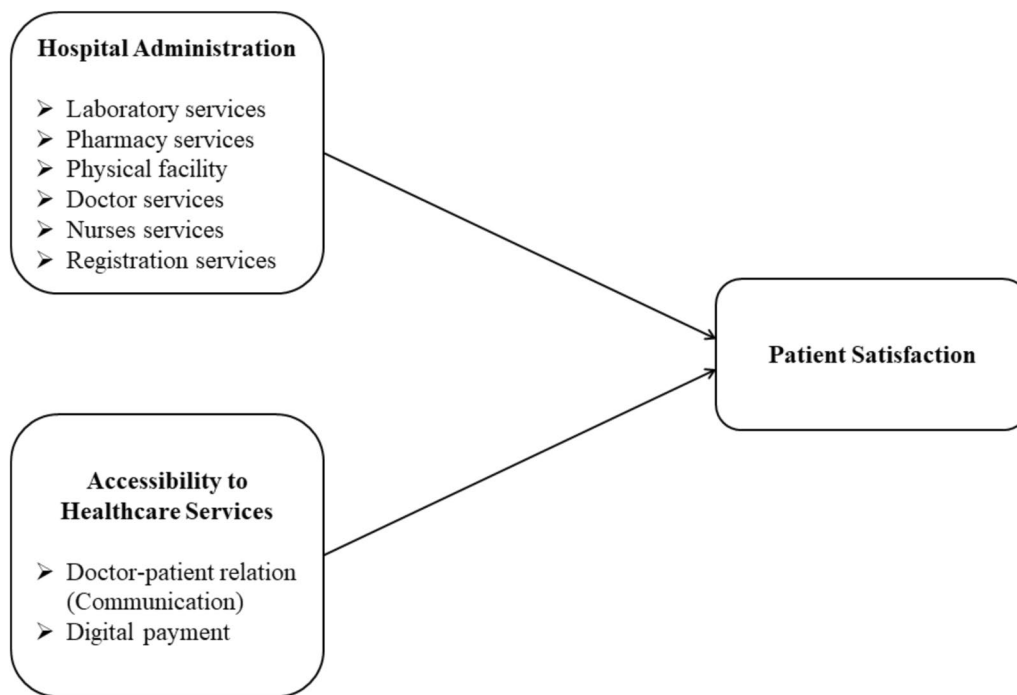 Hospital Administration
➢ Laboratory services
➢ Pharmacy services
➢ Physical facility
➢ Doctor services
➢ Nurses services
➢ Registration services
Patient Satisfaction
Accessibility to
Healthcare Services
➢ Doctor-patient relation
(Communication)
➢ Digital payment